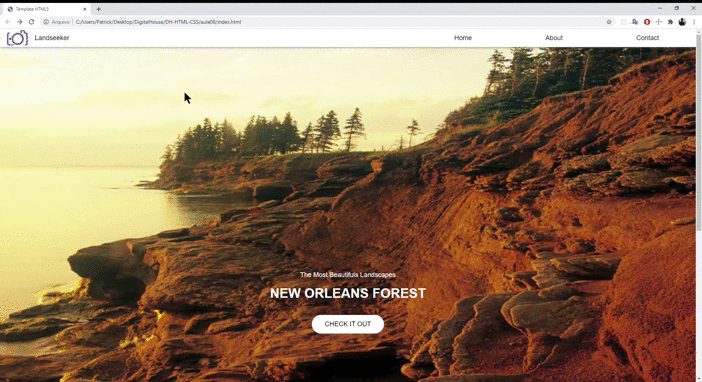 Template HTML5
Arquivo | C:/Users/Patrick/Desktop/DigitalHouse/DH-HTML-CSS/aula08/index.html
Landseeker
Home
About
Contact
The Most Beautifuls Landscapes
NEW ORLEANS FOREST
CHECK IT OUT